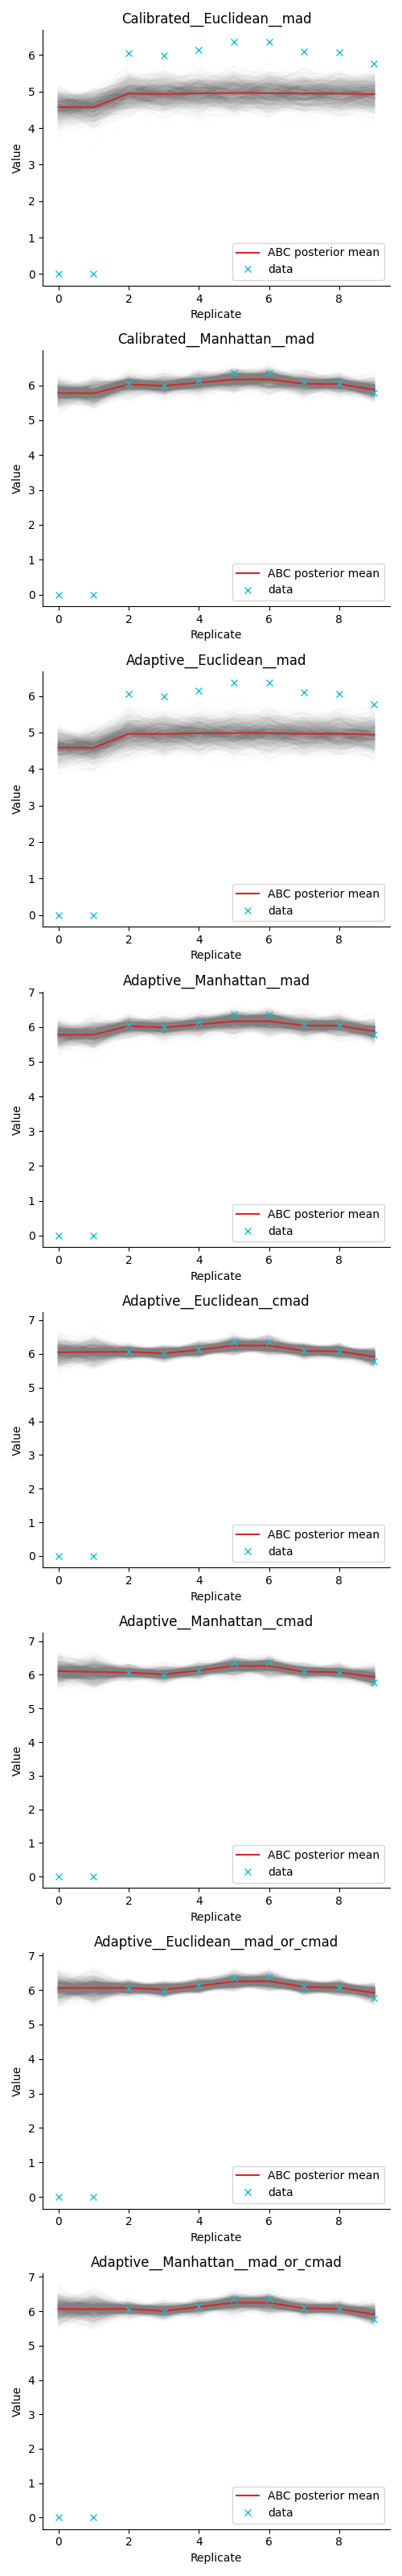 Calibrated__Euclidean__mad
6
5
4
3
2
1
0
Value
ABC posterior mean
data
0 2 4 6 8
Replicate
Calibrated__Manhattan__mad
6
5
4
3
2
1
0
Value
ABC posterior mean
data
0 2 4 6 8
Replicate
Adaptive__Euclidean__mad
6
5
4
3
2
1
0
Value
ABC posterior mean
data
0 2 4 6 8
Replicate
Adaptive__Manhattan__mad
7
6
5
4
3
2
1
0
Value
ABC posterior mean
data
0 2 4 6 8
Replicate
Adaptive__Euclidean__cmad
7
6
5
4
3
2
1
0
Value
ABC posterior mean
data
0 2 4 6 8
Replicate
Adaptive__Manhattan__cmad
7
6
5
4
3
2
1
0
Value
ABC posterior mean
data
0 2 4 6 8
Replicate
Adaptive__Euclidean__mad_or_cmad
7
6
5
4
3
2
1
0
Value
ABC posterior mean
data
0 2 4 6 8
Replicate
Adaptive__Manhattan__mad_or_cmad
7
6
5
4
3
2
1
0
Value
ABC posterior mean
data
0 2 4 6 8
Replicate